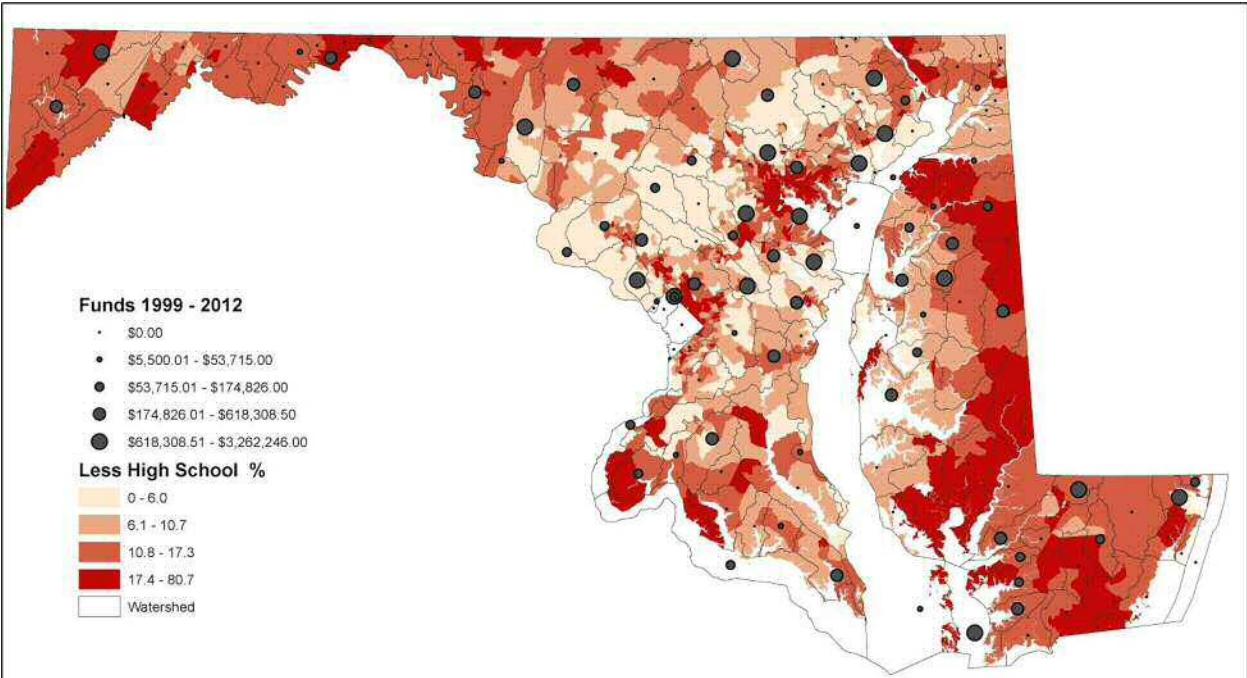 Funds 1999 - 2012
$0.00
$5,500.01 - $53,715.00
$53,715.01 - $174,826.00
$174,826.01 - $618,308.50
$618,308.51 - $3,262,246.00
Less High School %
0 - 6.0
6.1 - 10.7
10.8 - 17.3
17.4 - 80.7
Watershed